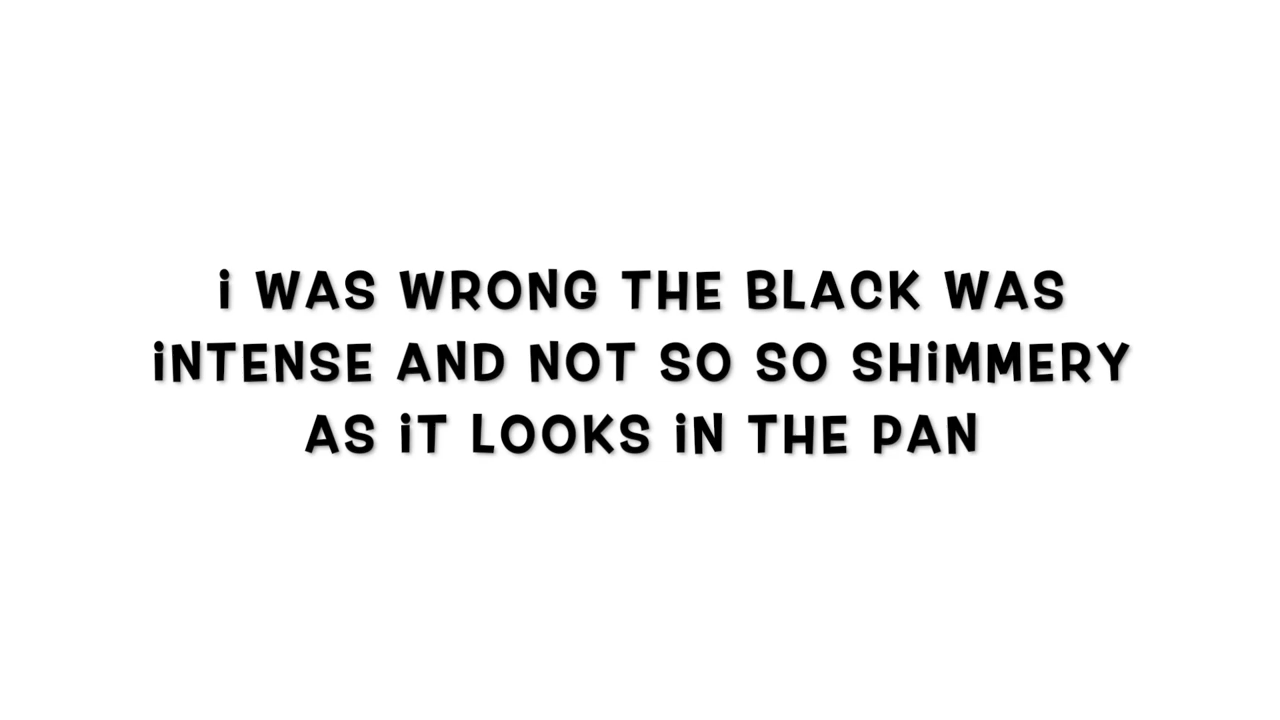 i WAS WRONG THE BLACK WAS
iNTENSE AND NOT SO SO SHiMMERY
AS iT LOOKS iN THE PAN